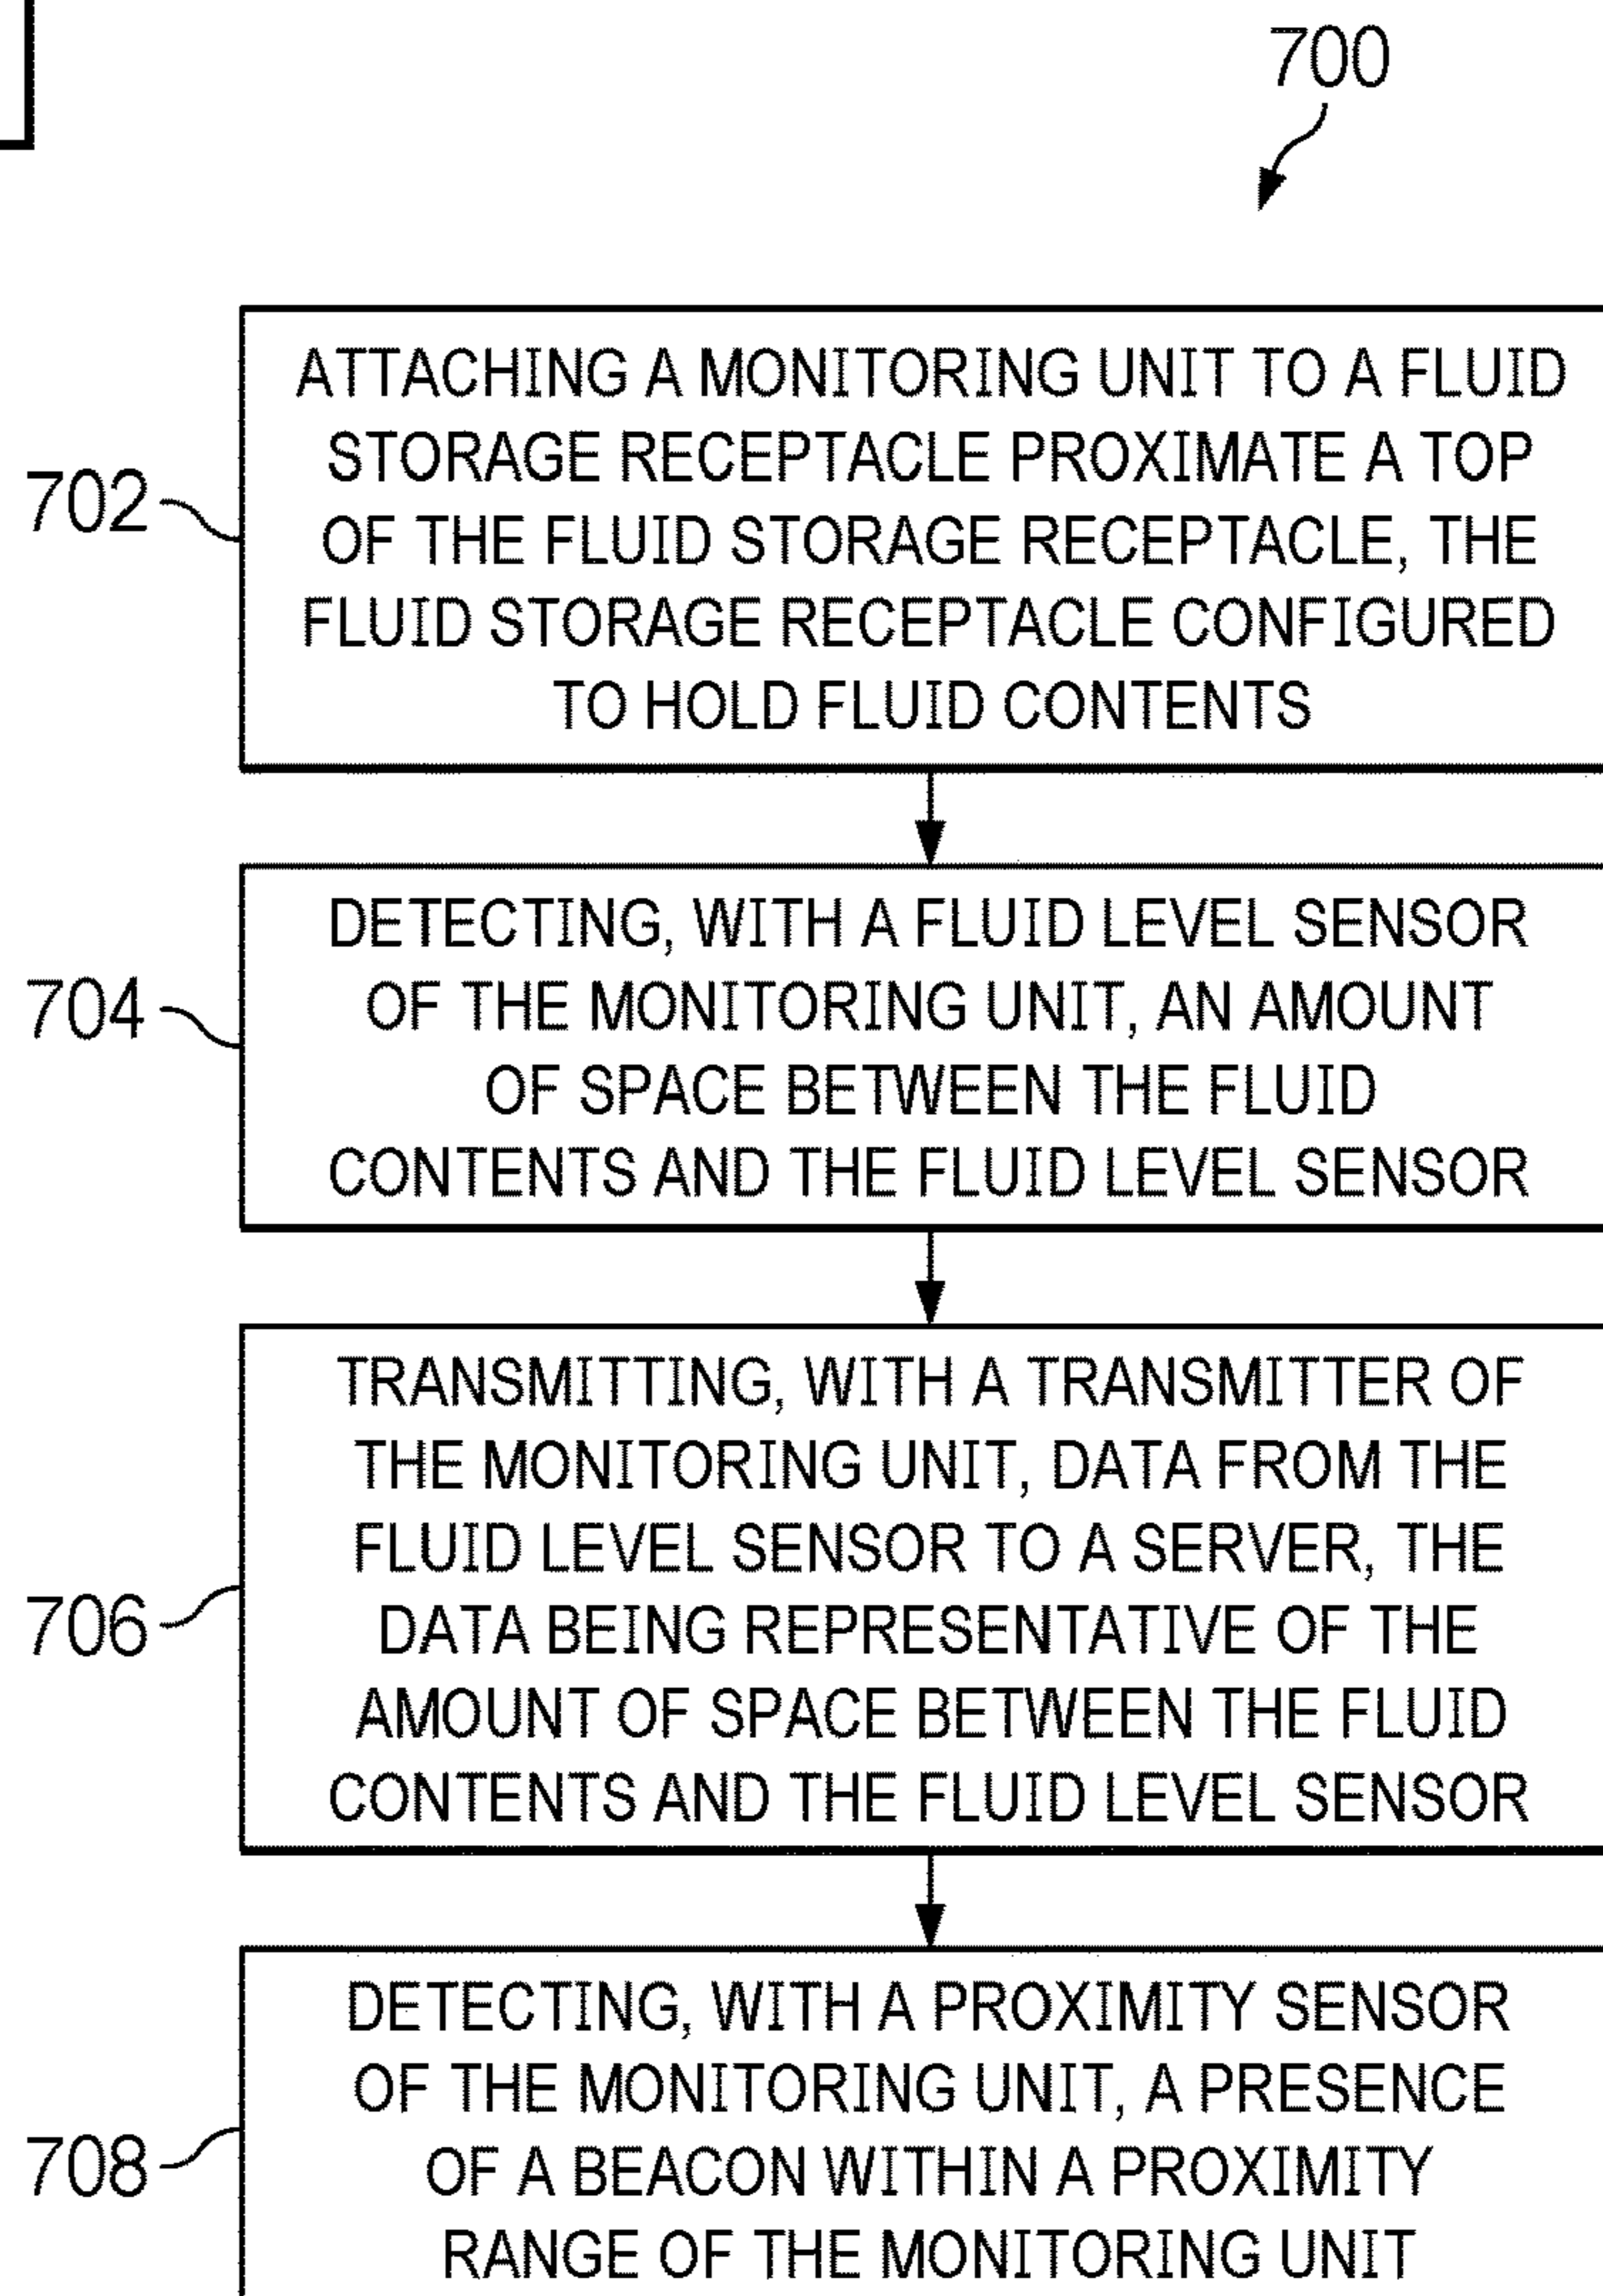 700
702
ATTACHING A MONITORING UNIT TO A FLUID
STORAGE RECEPTACLE PROXIMATE A TOP
OF THE FLUID STORAGE RECEPTACLE, THE
FLUID STORAGE RECEPTACLE CONFIGURED
TO HOLD FLUID CONTENTS
704
DETECTING, WITH A FLUID LEVEL SENSOR
OF THE MONITORING UNIT, AN AMOUNT
OF SPACE BETWEEN THE FLUID
CONTENTS AND THE FLUID LEVEL SENSOR
706
TRANSMITTING, WITH A TRANSMITTER OF
THE MONITORING UNIT, DATA FROM THE
FLUID LEVEL SENSOR TO A SERVER, THE
DATA BEING REPRESENTATIVE OF THE
AMOUNT OF SPACE BETWEEN THE FLUID
CONTENTS AND THE FLUID LEVEL SENSOR
708
DETECTING, WITH A PROXIMITY SENSOR
OF THE MONITORING UNIT, A PRESENCE
OF A BEACON WITHIN A PROXIMITY
RANGE OF THE MONITORING UNIT